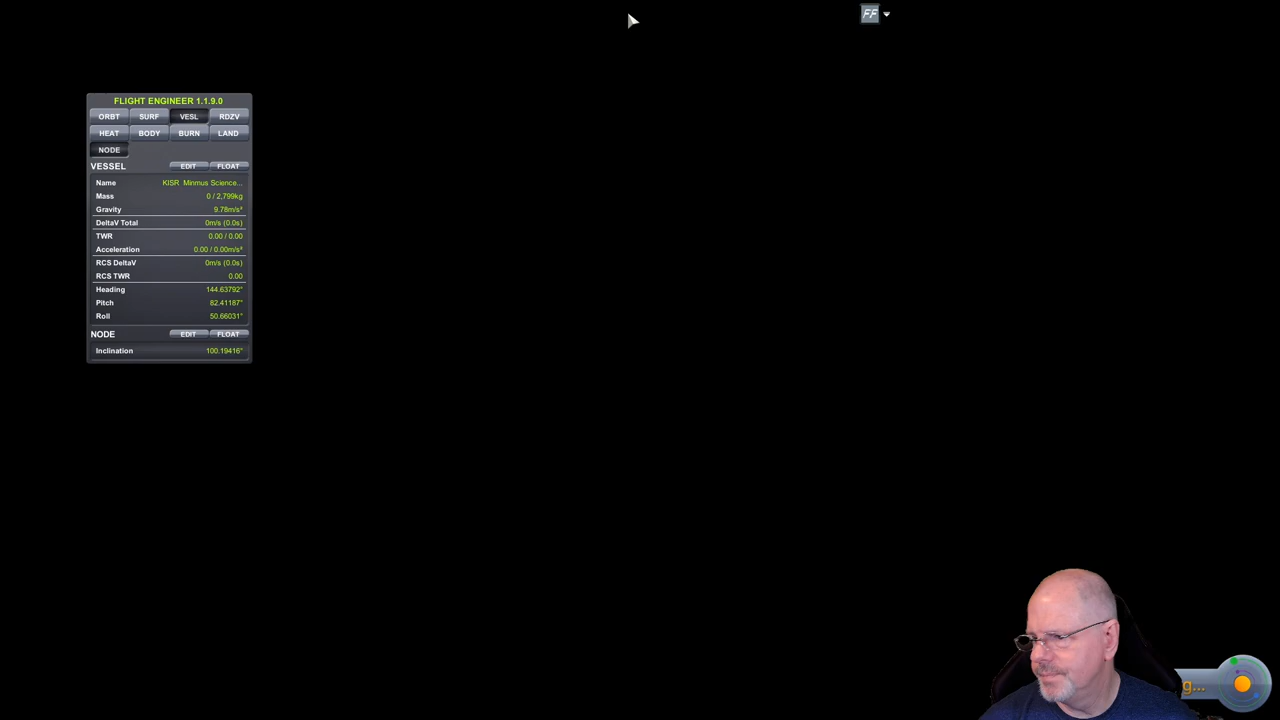 FF
FLIGHT ENGINEER 1.1.9.0
ORBT SURF VESL RDZV
HEAT BODY BURN LAND
NODE
VESSEL EDIT FLOAT
Name KISR Minmus Science...
Mass 0 / 2,799kg
Gravity 9.78m/s²
DeltaV Total 0m/s (0.0s)
TWR 0.00 / 0.00
Acceleration 0.00 / 0.00m/s²
RCS DeltaV 0m/s (0.0s)
RCS TWR 0.00
Heading 144.63792°
Pitch 82.41187°
Roll 50.66031°
NODE EDIT FLOAT
Inclination 100.19416°
g...